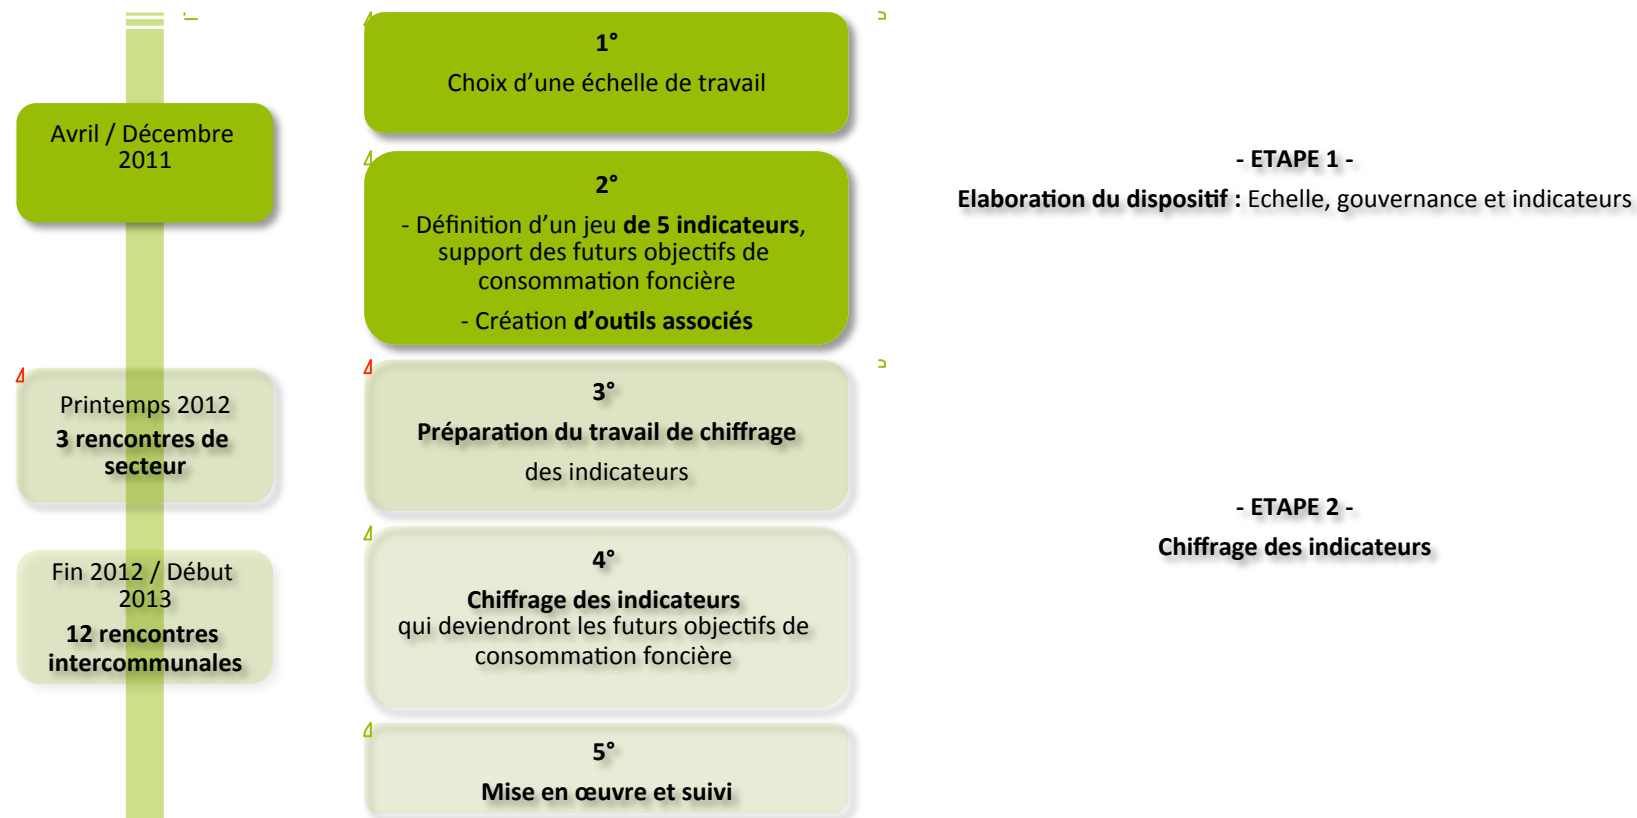 1°
Choix d’une échelle de travail
Avril / Décembre
2011
2°
- Définition d’un jeu de 5 indicateurs,
support des futurs objectifs de
consommation foncière
- Création d’outils associés
- ETAPE 1 -
Elaboration du dispositif : Echelle, gouvernance et indicateurs
Printemps 2012
3 rencontres de
secteur
3°
Préparation du travail de chiffrage
des indicateurs
Fin 2012 / Début
2013
12 rencontres
intercommunales
4°
Chiffrage des indicateurs
qui deviendront les futurs objectifs de
consommation foncière
- ETAPE 2 -
Chiffrage des indicateurs
5°
Mise en œuvre et suivi